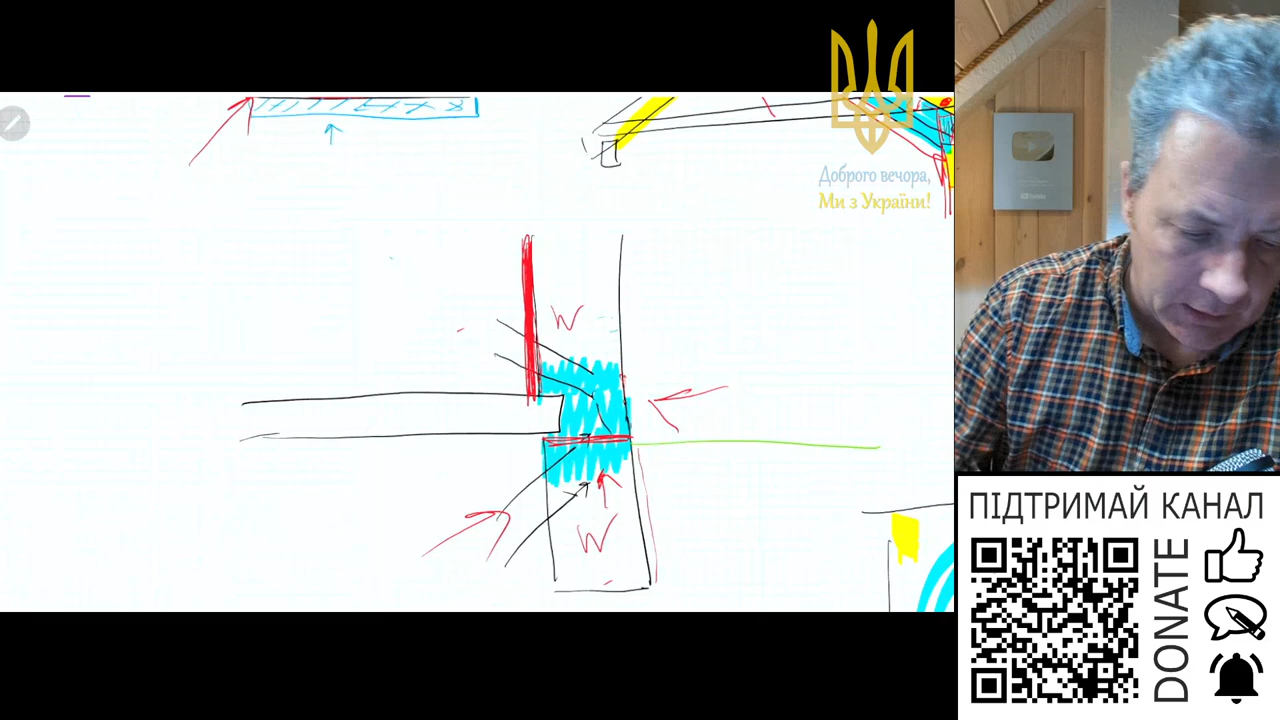 Доброго вечора,
Ми з України!
W
W
ПІДТРИМАЙ КАНАЛ
DONATE